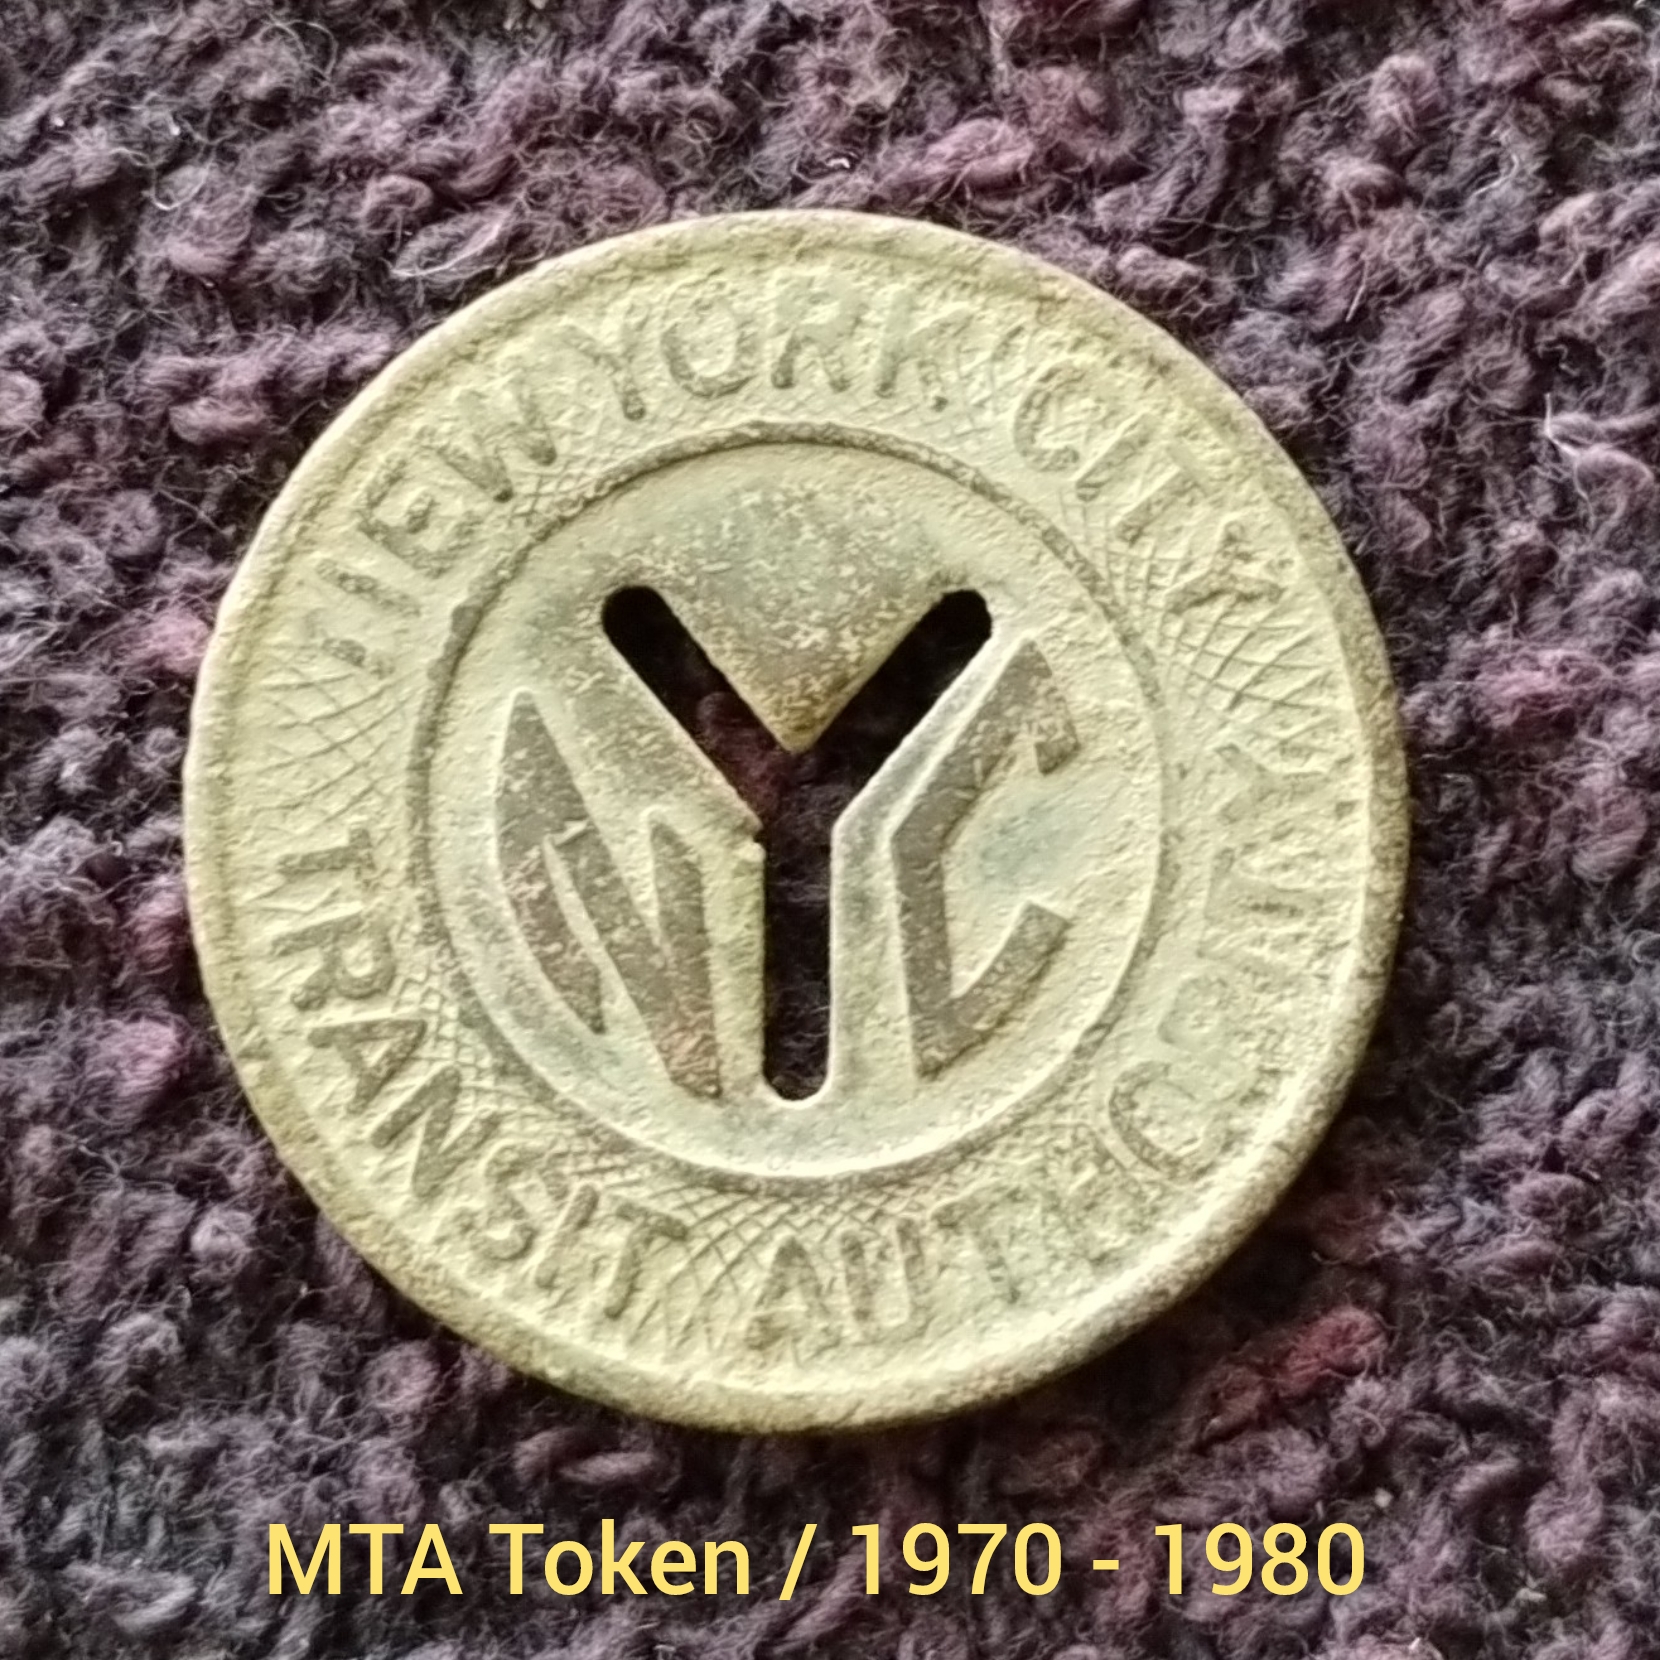 NEW YORK CITY
TRANSIT AUTHORITY
NYC
MTA Token / 1970 - 1980